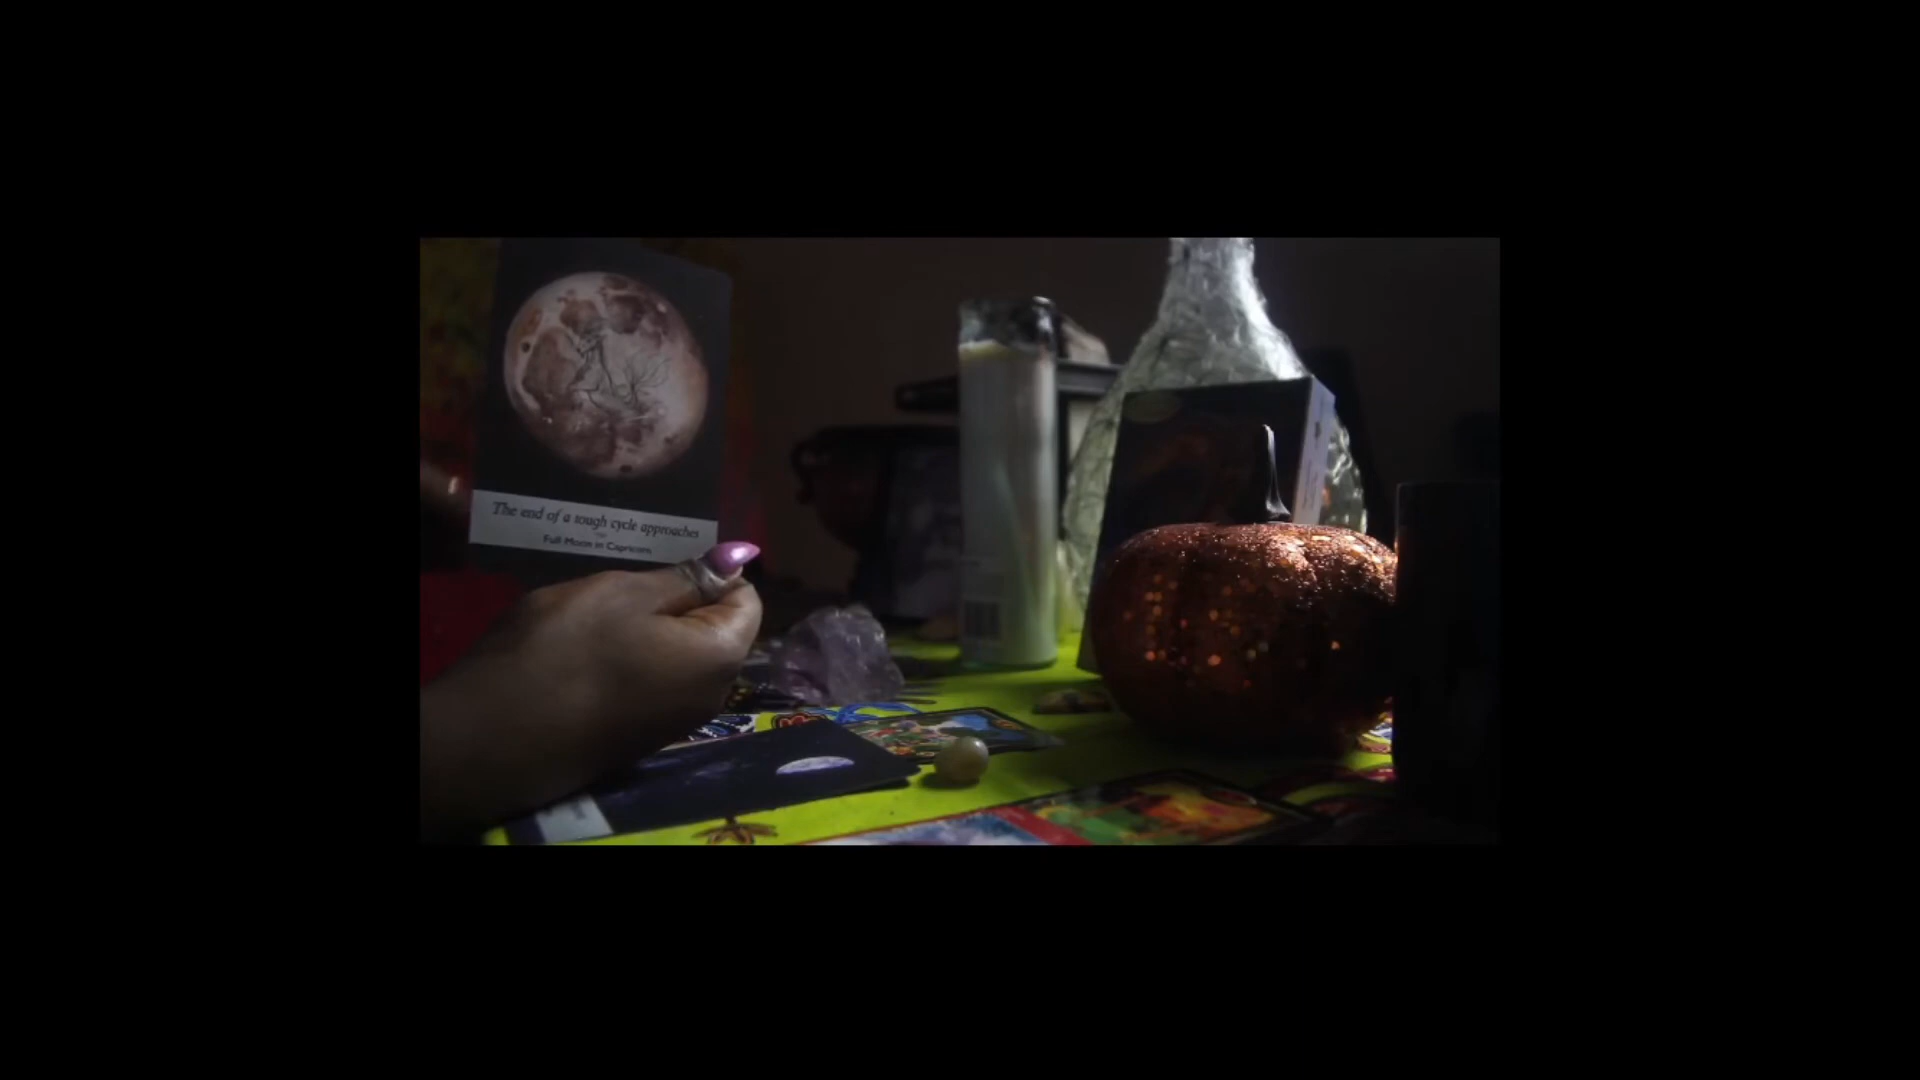 The end of a tough cycle approaches
Full Moon in Capricorn